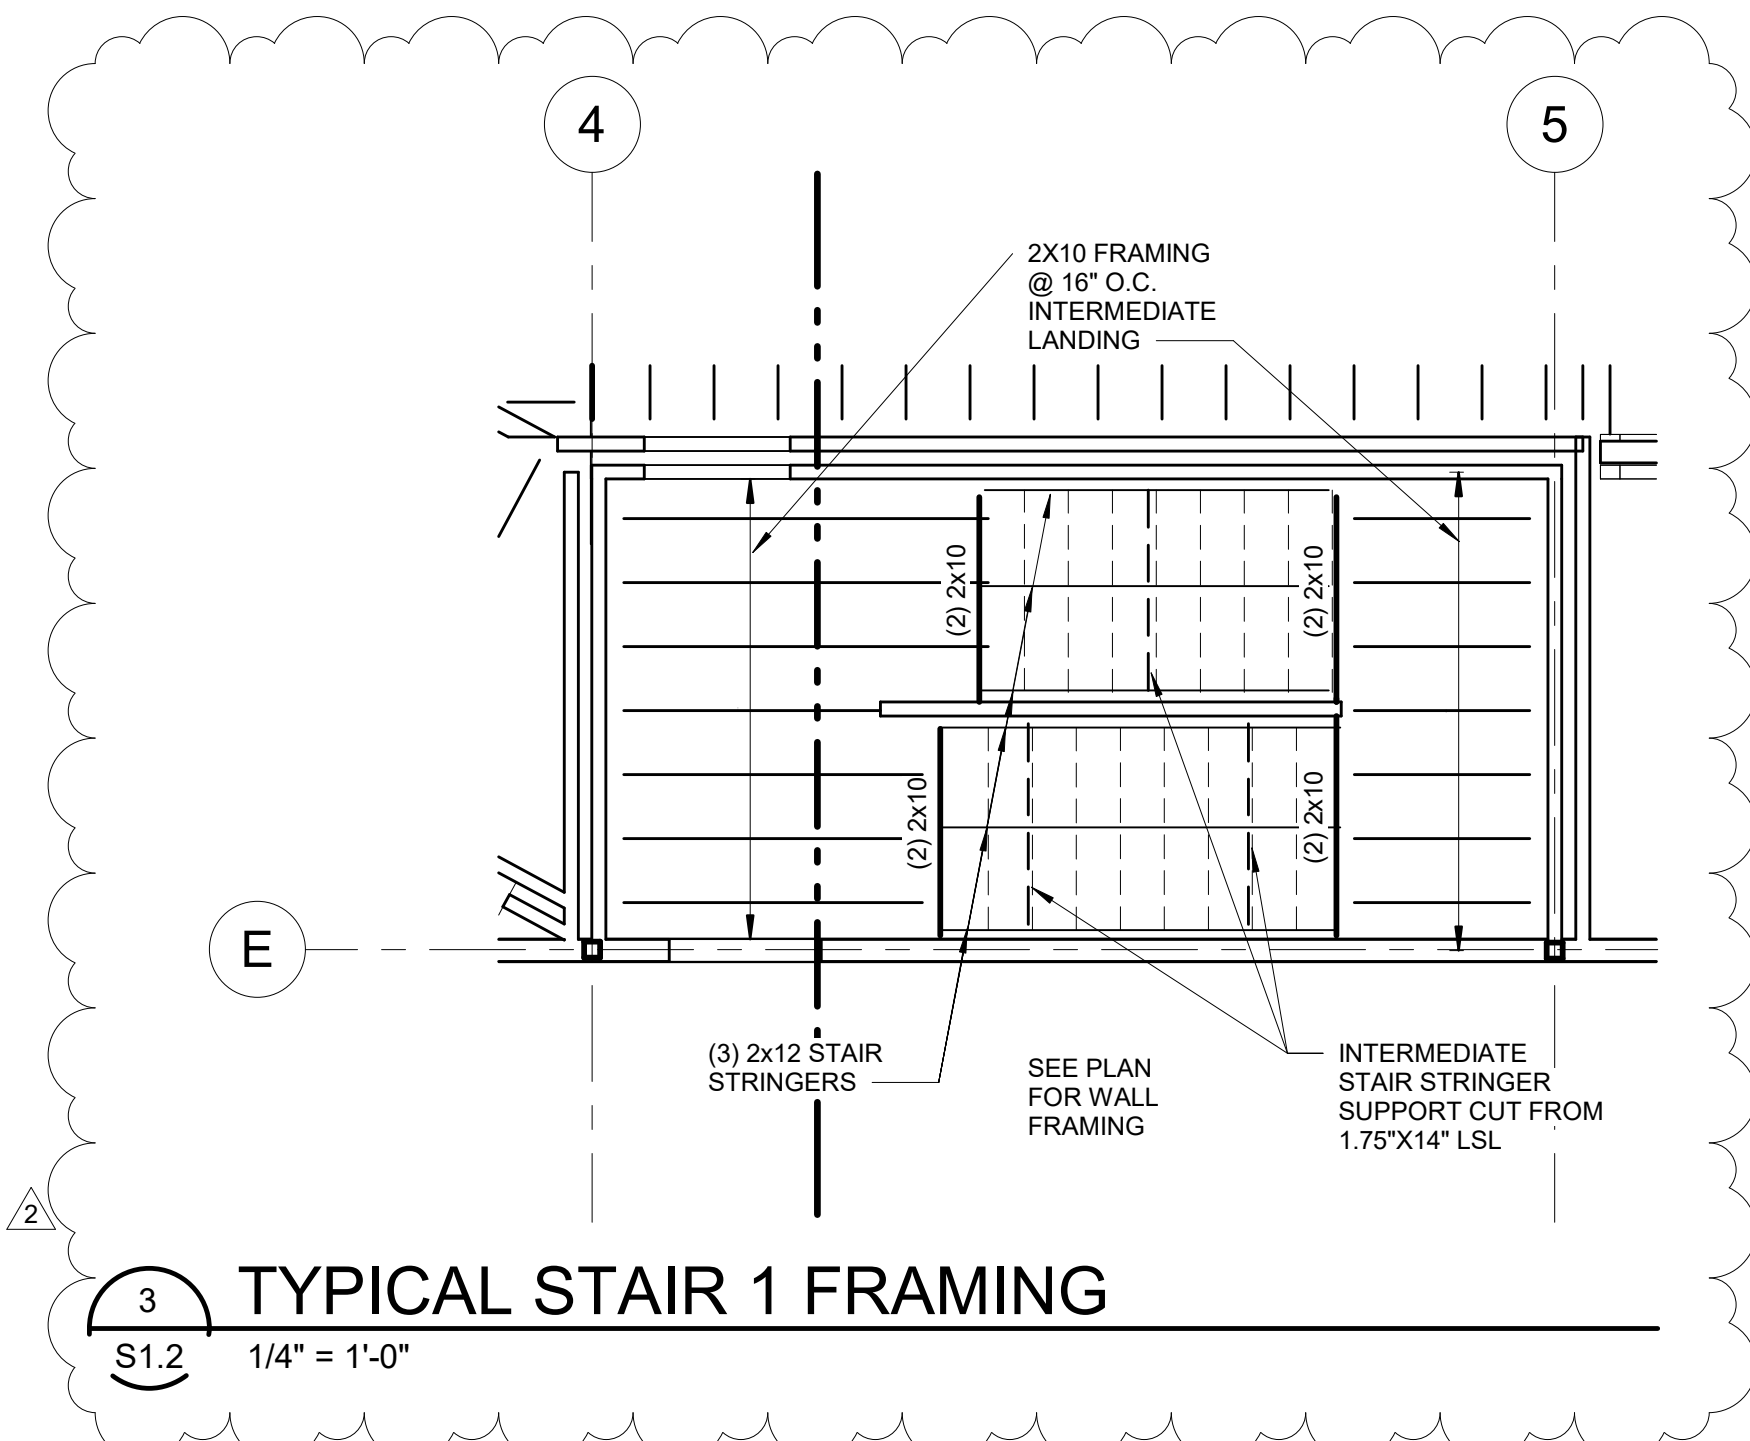 4
5
2X10 FRAMING
@ 16" O.C.
INTERMEDIATE
LANDING
(2) 2x10
(2) 2x10
(2) 2x10
(2) 2x10
E
(3) 2x12 STAIR
STRINGERS
SEE PLAN
FOR WALL
FRAMING
INTERMEDIATE
STAIR STRINGER
SUPPORT CUT FROM
1.75"X14" LSL
2
3
TYPICAL STAIR 1 FRAMING
S1.2
1/4" = 1'-0"